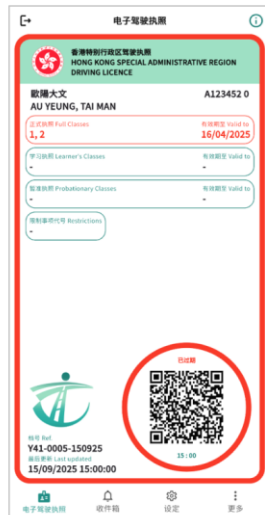 电子驾驶执照
香港特别行政区驾驶执照
HONG KONG SPECIAL ADMINISTRATIVE REGION
DRIVING LICENCE
歐陽大文
A123452 0
AU YEUNG, TAI MAN
正式执照 Full Classes
有效期至 Valid to
1, 2
16/04/2025
学习执照 Learner's Classes
有效期至 Valid to
-
-
暂准执照 Probationary Classes
有效期至 Valid to
-
-
限制事项代号 Restrictions
-
已过期
15 : 00
档号 Ref.
Y41-0005-150925
最后更新 Last updated
15/09/2025 15:00:00
电子驾驶执照
收件箱
设定
更多